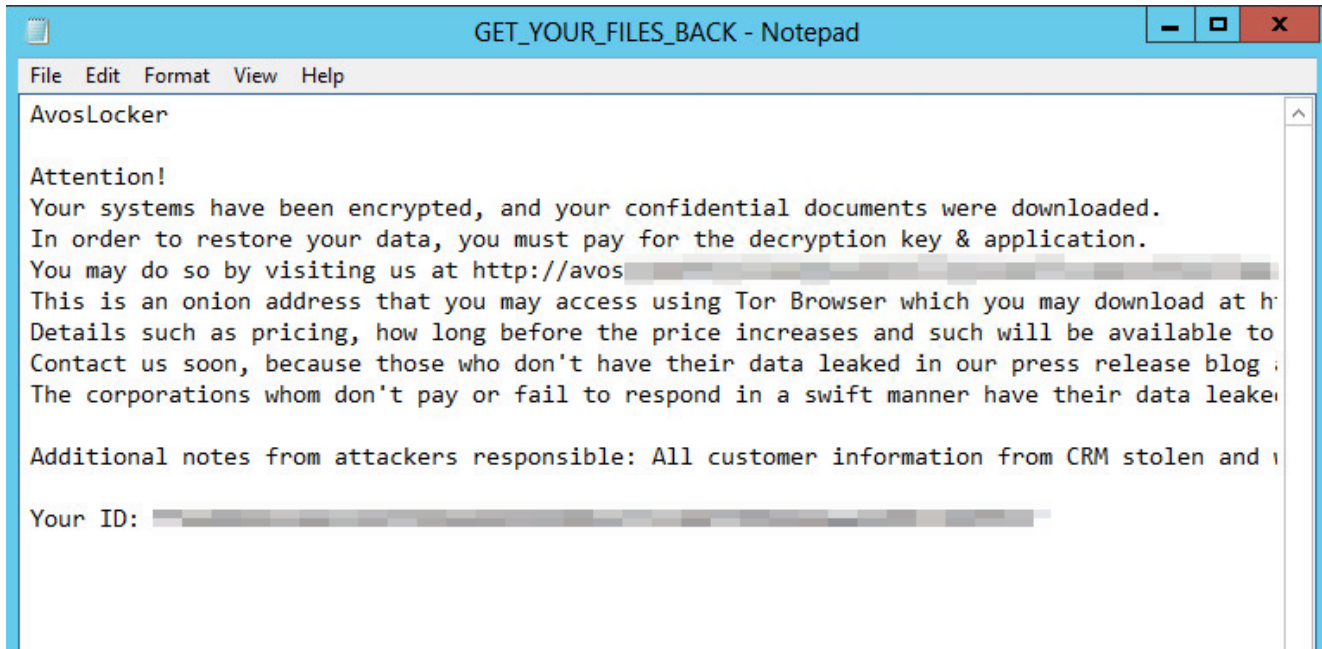 GET_YOUR_FILES_BACK - Notepad
File Edit Format View Help
AvosLocker
Attention!
Your systems have been encrypted, and your confidential documents were downloaded.
In order to restore your data, you must pay for the decryption key & application.
You may do so by visiting us at http://avos
This is an onion address that you may access using Tor Browser which you may download at
Details such as pricing, how long before the price increases and such will be available to
Contact us soon, because those who don't have their data leaked in our press release blog
The corporations whom don't pay or fail to respond in a swift manner have their data
Additional notes from attackers responsible: All customer information from CRM stolen and
Your ID: